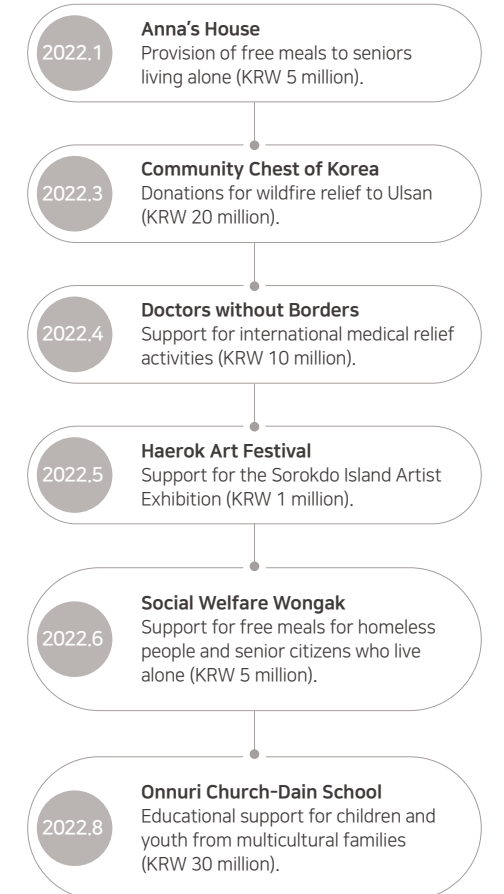 2022.1
Anna's House
Provision of free meals to seniors
living alone (KRW 5 million).
2022.3
Community Chest of Korea
Donations for wildfire relief to Ulsan
(KRW 20 million).
2022.4
Doctors without Borders
Support for international medical relief
activities (KRW 10 million).
2022.5
Haerok Art Festival
Support for the Sorokdo Island Artist
Exhibition (KRW 1 million).
2022.6
Social Welfare Wongak
Support for free meals for homeless
people and senior citizens who live
alone (KRW 5 million).
2022.8
Onnuri Church-Dain School
Educational support for children and
youth from multicultural families
(KRW 30 million).